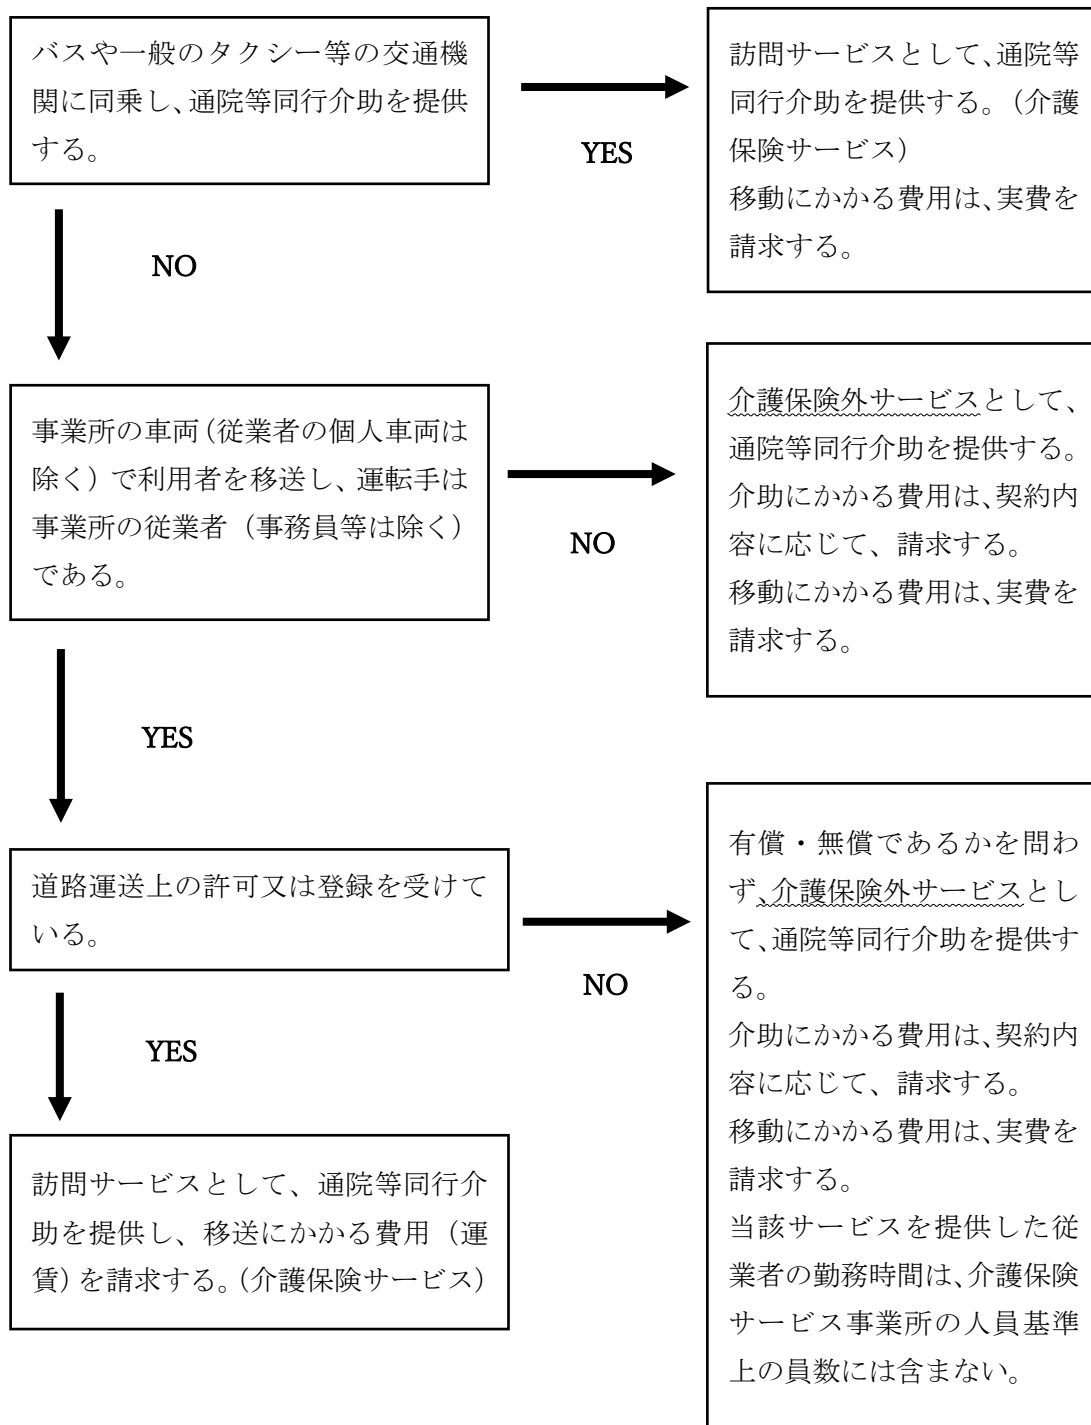 バスや一般のタクシー等の交通機
関に同乗し、通院等同行介助を提供
する。
YES
訪問サービスとして、通院等
同行介助を提供する。（介護
保険サービス）
移動にかかる費用は、実費を
請求する。
NO
事業所の車両（従業者の個人車両は
除く）で利用者を移送し、運転手は
事業所の従業者（事務員等は除く）
である。
NO
介護保険外サービスとして、
通院等同行介助を提供する。
介助にかかる費用は、契約内
容に応じて、請求する。
移動にかかる費用は、実費を
請求する。
YES
道路運送上の許可又は登録を受けて
いる。
NO
有償・無償であるかを問わ
ず、介護保険外サービスとし
て、通院等同行介助を提供す
る。
介助にかかる費用は、契約内
容に応じて、請求する。
移動にかかる費用は、実費を
請求する。
当該サービスを提供した従
業者の勤務時間は、介護保険
サービス事業所の人員基準
上の員数には含まない。
YES
訪問サービスとして、通院等同行介
助を提供し、移送にかかる費用（運
賃）を請求する。（介護保険サービス）